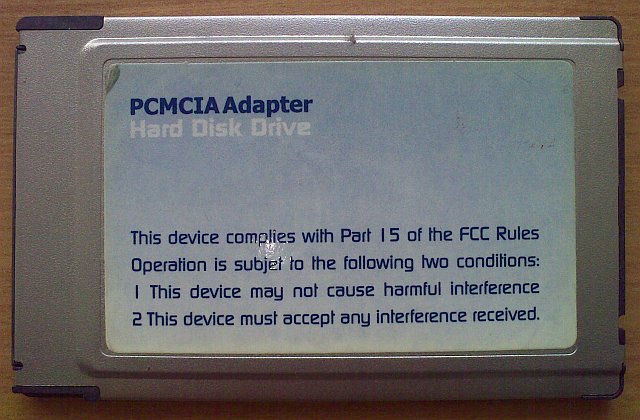 PCMCIA Adapter
Hard Disk Drive
This device complies with Part 15 of the FCC Rules
Operation is subjet to the following two conditions:
1 This device may not cause harmful interference
2 This device must accept any interference received.